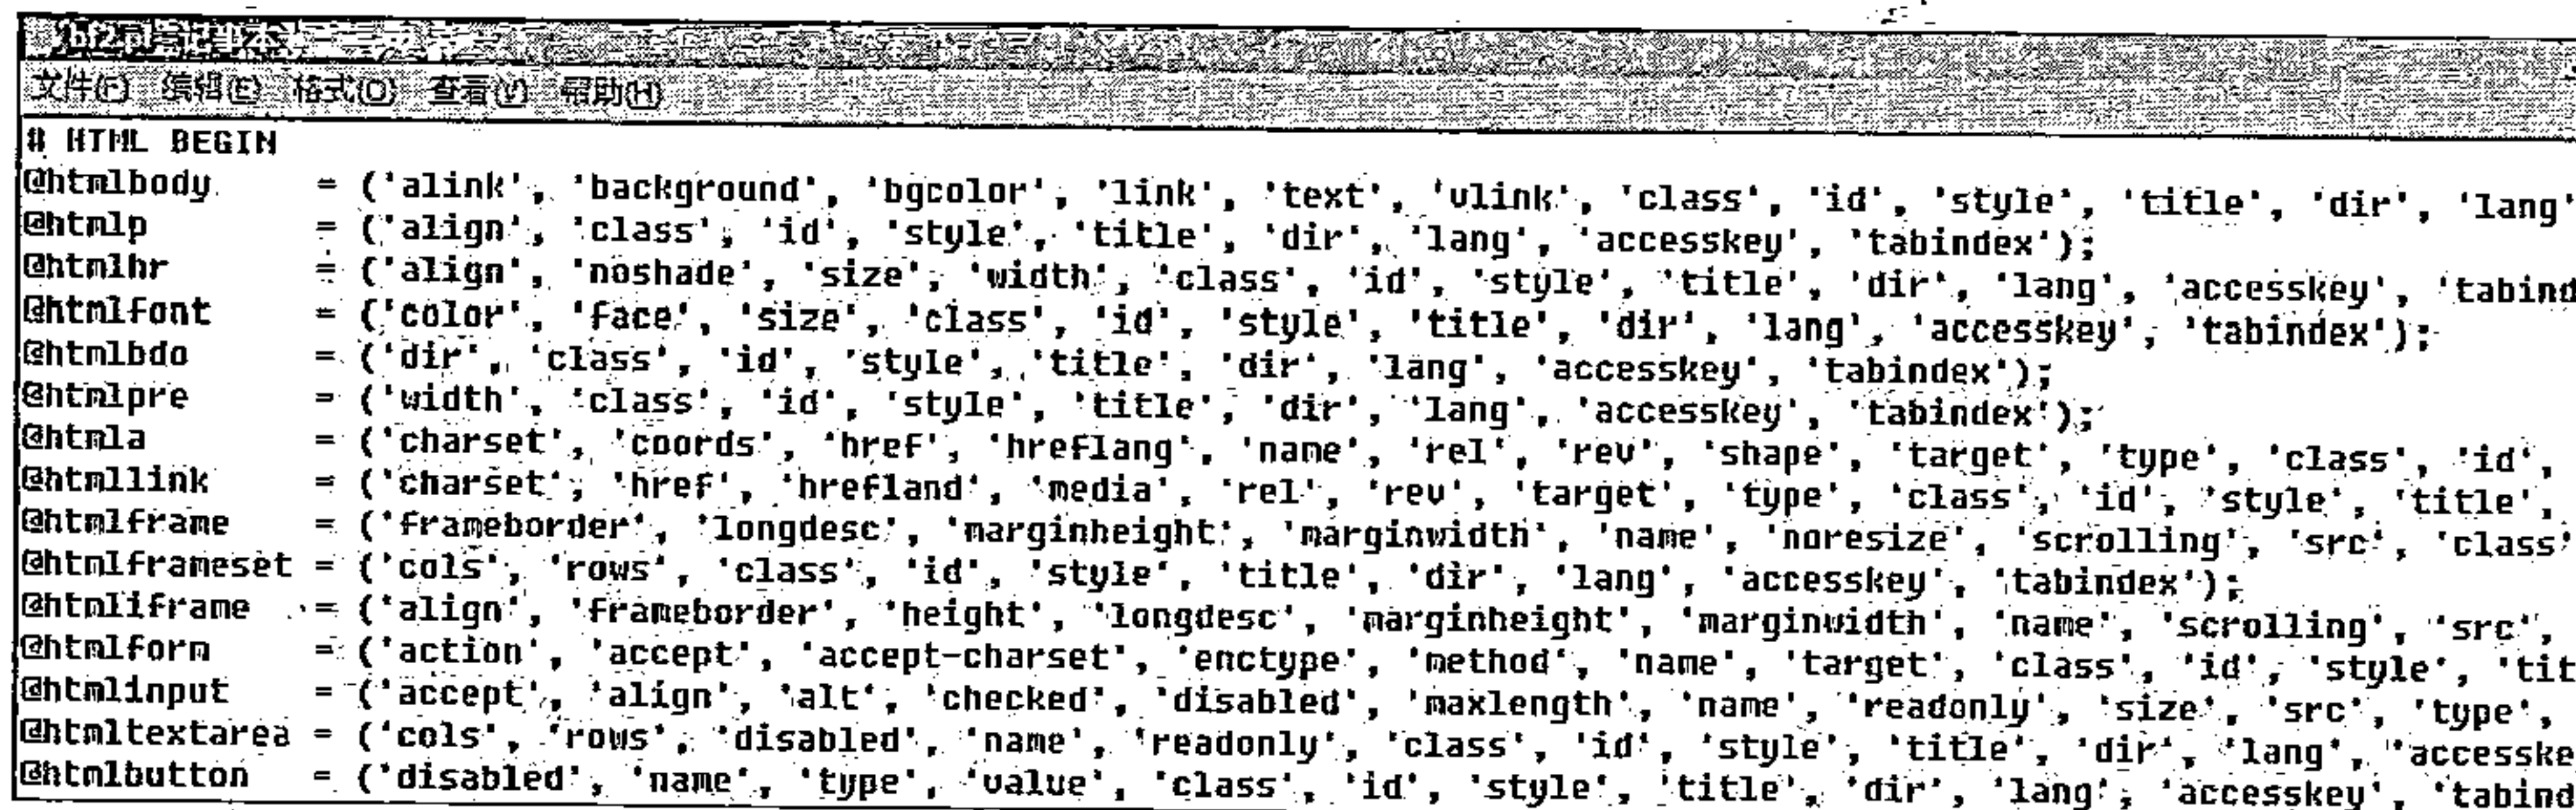 bf2.pl - 记事本
文件(F) 编辑(E) 格式(O) 查看(V) 帮助(H)
# HTML BEGIN
@htmlbody = ('alink', 'background', 'bgcolor', 'link', 'text', 'vlink', 'class', 'id', 'style', 'title', 'dir', 'lang'
@htmlp = ('align', 'class', 'id', 'style', 'title', 'dir', 'lang', 'accesskey', 'tabindex');
@htmlhr = ('align', 'noshade', 'size', 'width', 'class', 'id', 'style', 'title', 'dir', 'lang', 'accesskey', 'tabind
@htmlfont = ('color', 'face', 'size', 'class', 'id', 'style', 'title', 'dir', 'lang', 'accesskey', 'tabindex');
@htmlbdo = ('dir', 'class', 'id', 'style', 'title', 'dir', 'lang', 'accesskey', 'tabindex');
@htmlpre = ('width', 'class', 'id', 'style', 'title', 'dir', 'lang', 'accesskey', 'tabindex');
@htmla = ('charset', 'coords', 'href', 'hreflang', 'name', 'rel', 'rev', 'shape', 'target', 'type', 'class', 'id',
@htmllink = ('charset', 'href', 'hrefland', 'media', 'rel', 'rev', 'target', 'type', 'class', 'id', 'style', 'title',
@htmlframe = ('frameborder', 'longdesc', 'marginheight', 'marginwidth', 'name', 'noresize', 'scrolling', 'src', 'class'
@htmlframeset = ('cols', 'rows', 'class', 'id', 'style', 'title', 'dir', 'lang', 'accesskey', 'tabindex');
@htmliframe = ('align', 'frameborder', 'height', 'longdesc', 'marginheight', 'marginwidth', 'name', 'scrolling', 'src',
@htmlform = ('action', 'accept', 'accept-charset', 'enctype', 'method', 'name', 'target', 'class', 'id', 'style', 'tit
@htmlinput = ('accept', 'align', 'alt', 'checked', 'disabled', 'maxlength', 'name', 'readonly', 'size', 'src', 'type',
@htmltextarea = ('cols', 'rows', 'disabled', 'name', 'readonly', 'class', 'id', 'style', 'title', 'dir', 'lang', 'accesske
@htmlbutton = ('disabled', 'name', 'type', 'value', 'class', 'id', 'style', 'title', 'dir', 'lang', 'accesskey', 'tabind